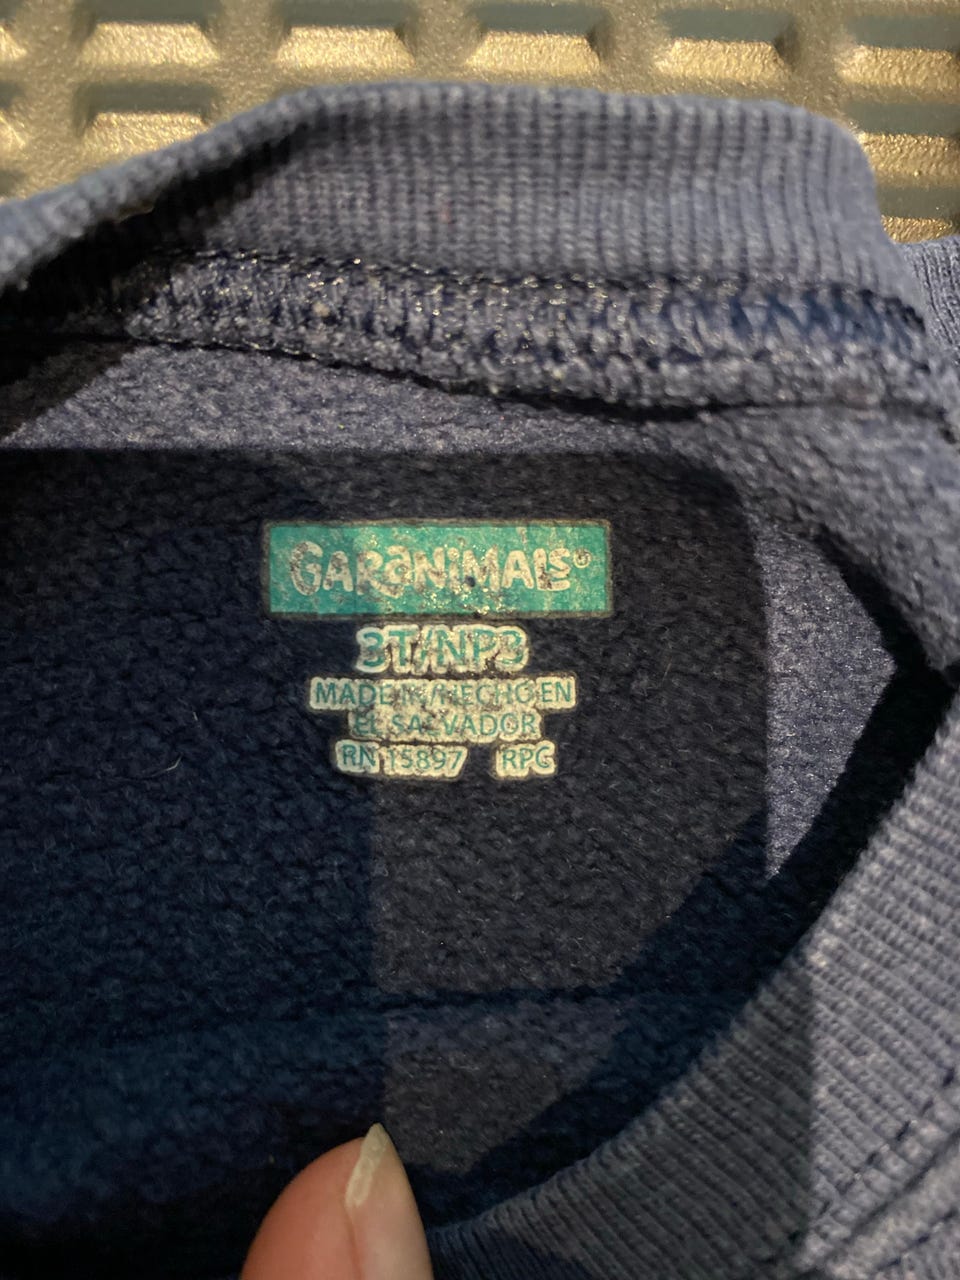 GARANIMALS®
3T/NP3
MADE IN/HECHO EN
EL SALVADOR
RN 15897 RPG